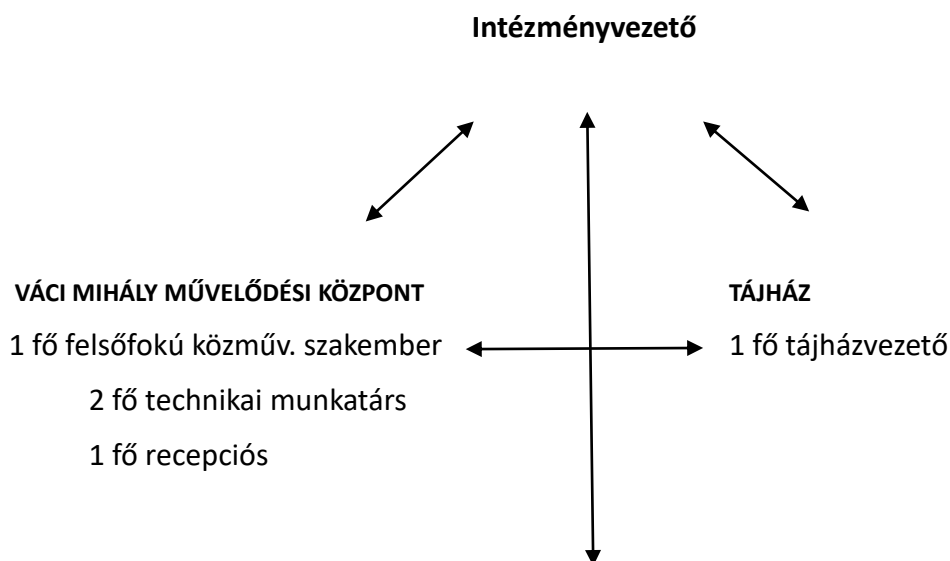 Intézményvezető
VÁCI MIHÁLY MŰVELŐDÉSI KÖZPONT
TÁJHÁZ
1 fő felsőfokú közműv. szakember
1 fő tájházvezető
2 fő technikai munkatárs
1 fő recepciós